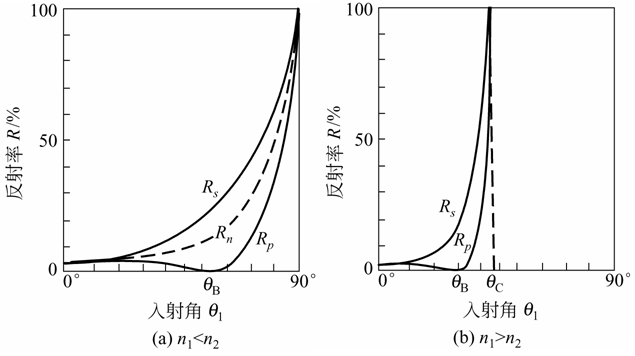 100
50
0
反射率 R/%
R_s
R_n
R_p
0°
θ_B
90°
入射角 θ_1
(a) n_1<n_2
100
50
0
反射率 R/%
R_s
R_p
0°
θ_B
θ_C
90°
入射角 θ_1
(b) n_1>n_2